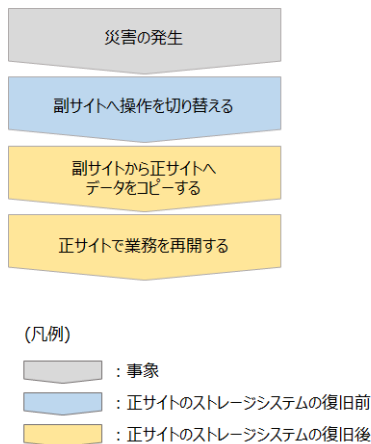 災害の発生
副サイトへ操作を切り替える
副サイトから正サイトへ
データをコピーする
正サイトで業務を再開する
(凡例)
：事象
：正サイトのストレージシステムの復旧前
：正サイトのストレージシステムの復旧後